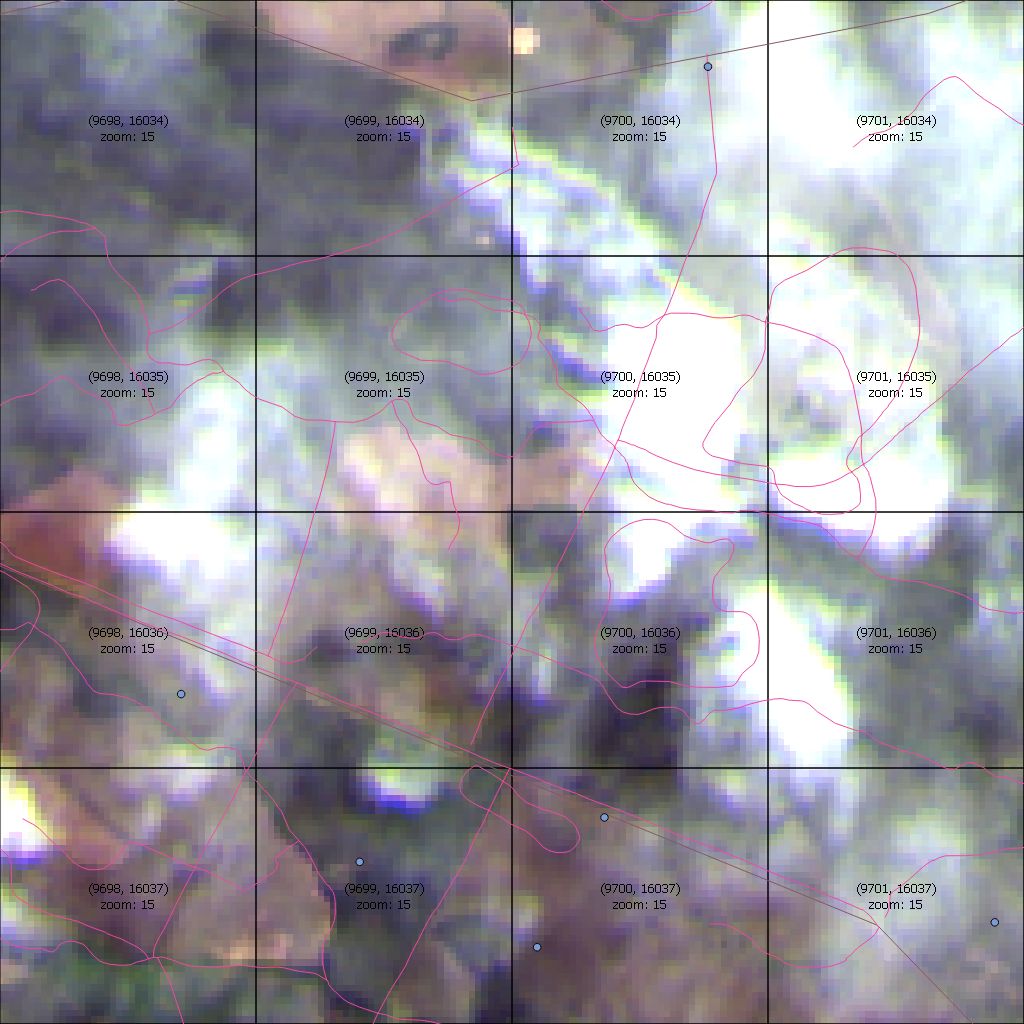 (9698, 16034)
zoom: 15
(9699, 16034)
zoom: 15
(9700, 16034)
zoom: 15
(9701, 16034)
zoom: 15
(9698, 16035)
zoom: 15
(9699, 16035)
zoom: 15
(9700, 16035)
zoom: 15
(9701, 16035)
zoom: 15
(9698, 16036)
zoom: 15
(9699, 16036)
zoom: 15
(9700, 16036)
zoom: 15
(9701, 16036)
zoom: 15
(9698, 16037)
zoom: 15
(9699, 16037)
zoom: 15
(9700, 16037)
zoom: 15
(9701, 16037)
zoom: 15